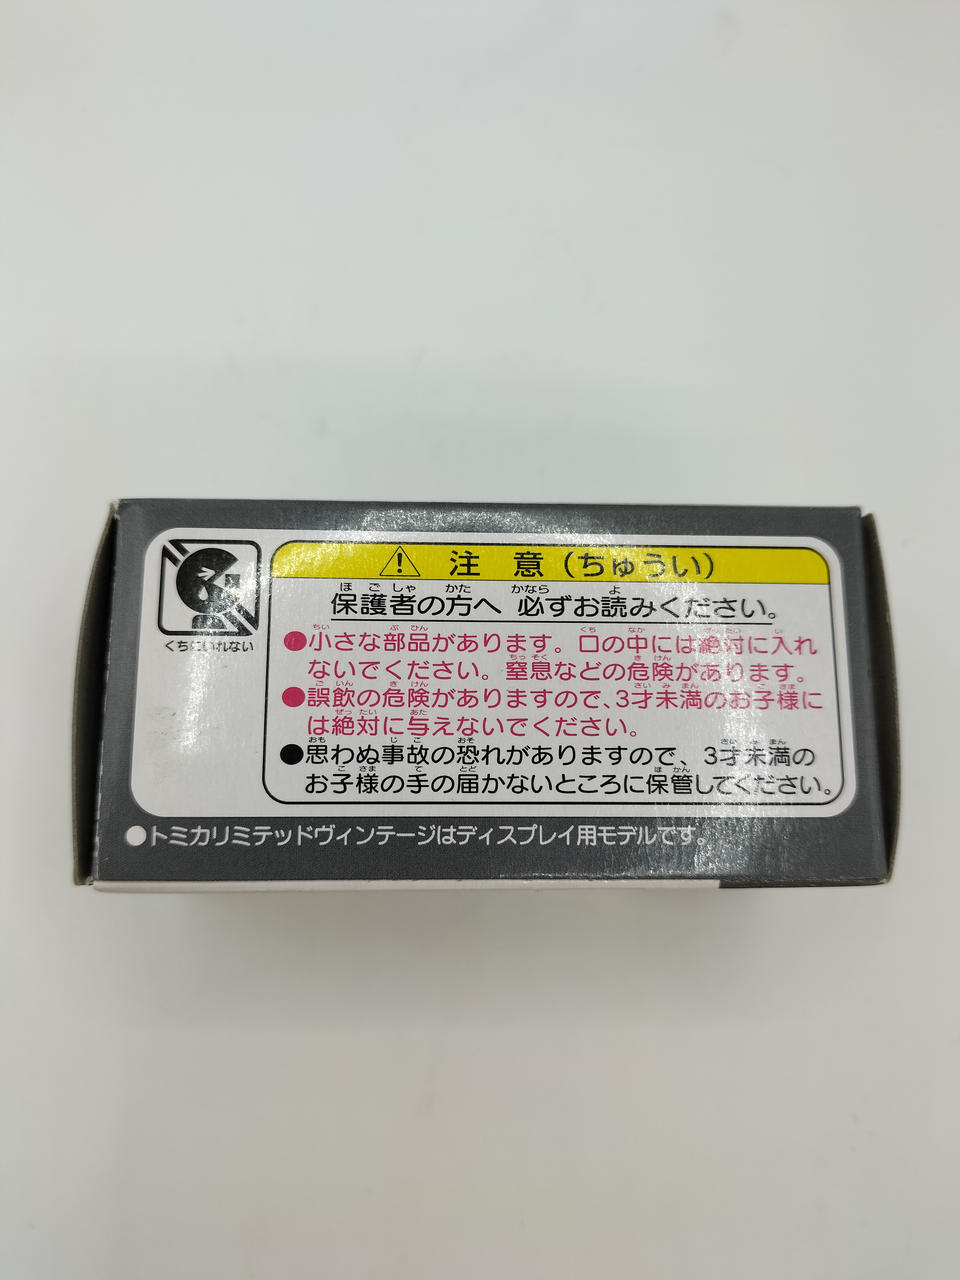 くちにいれない
注 意 (ちゅうい)
保護者の方へ 必ずお読みください。
●小さな部品があります。口の中には絶対に入れ
ないでください。窒息などの危険があります。
●誤飲の危険がありますので、3才未満のお子様に
は絶対に与えないでください。
●思わぬ事故の恐れがありますので、3才未満の
お子様の手の届かないところに保管してください。
●トミカリミテッドヴィンテージはディスプレイ用モデルです。